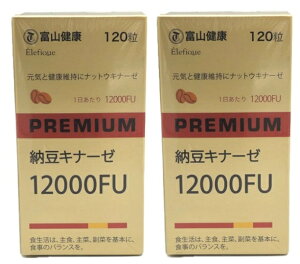 富山健康 120粒
Elefique
元気と健康維持にナットウキナーゼ
1日あたり 12000FU
PREMIUM
納豆キナーゼ
12000FU
食生活は、主食、主菜、副菜を基本に、
食事のバランスを。
富山健康 120粒
Elefique
元気と健康維持にナットウキナーゼ
1日あたり 12000FU
PREMIUM
納豆キナーゼ
12000FU
食生活は、主食、主菜、副菜を基本に、
食事のバランスを。